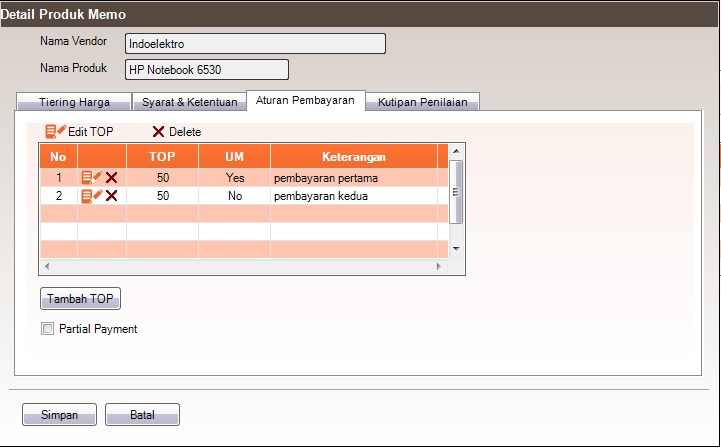 Detail Produk Memo
Nama Vendor Indoelektro
Nama Produk HP Notebook 6530
Tiering Harga Syarat & Ketentuan Aturan Pembayaran Kutipan Penilaian
Edit TOP Delete
No TOP UM Keterangan
1 50 Yes pembayaran pertama
2 50 No pembayaran kedua
Tambah TOP
Partial Payment
Simpan Batal